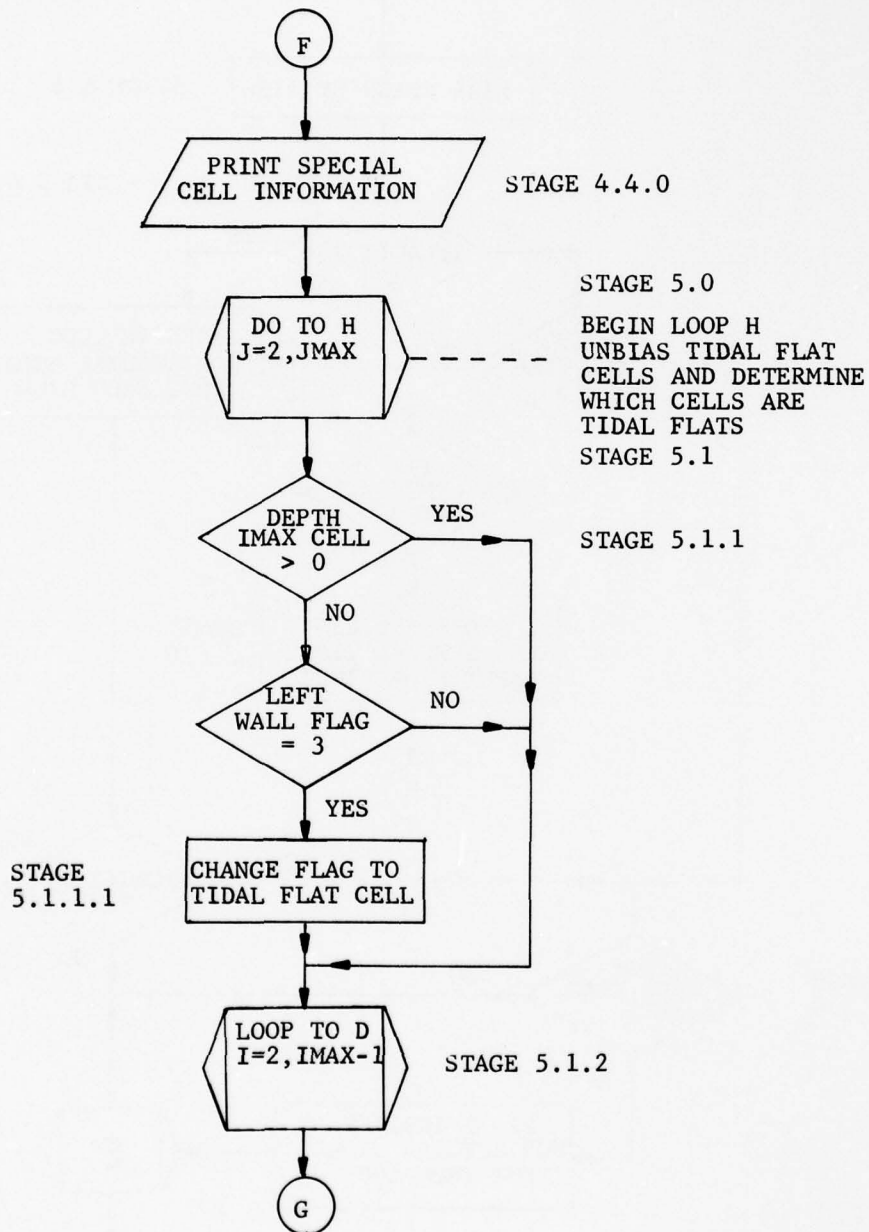 F
PRINT SPECIAL
CELL INFORMATION
STAGE 4.4.0
STAGE 5.0
DO TO H
J=2,JMAX
BEGIN LOOP H
UNBIAS TIDAL FLAT
CELLS AND DETERMINE
WHICH CELLS ARE
TIDAL FLATS
STAGE 5.1
DEPTH
IMAX CELL
> 0
YES
STAGE 5.1.1
NO
LEFT
WALL FLAG
= 3
NO
YES
STAGE
5.1.1.1
CHANGE FLAG TO
TIDAL FLAT CELL
LOOP TO D
I=2,IMAX-1
STAGE 5.1.2
G